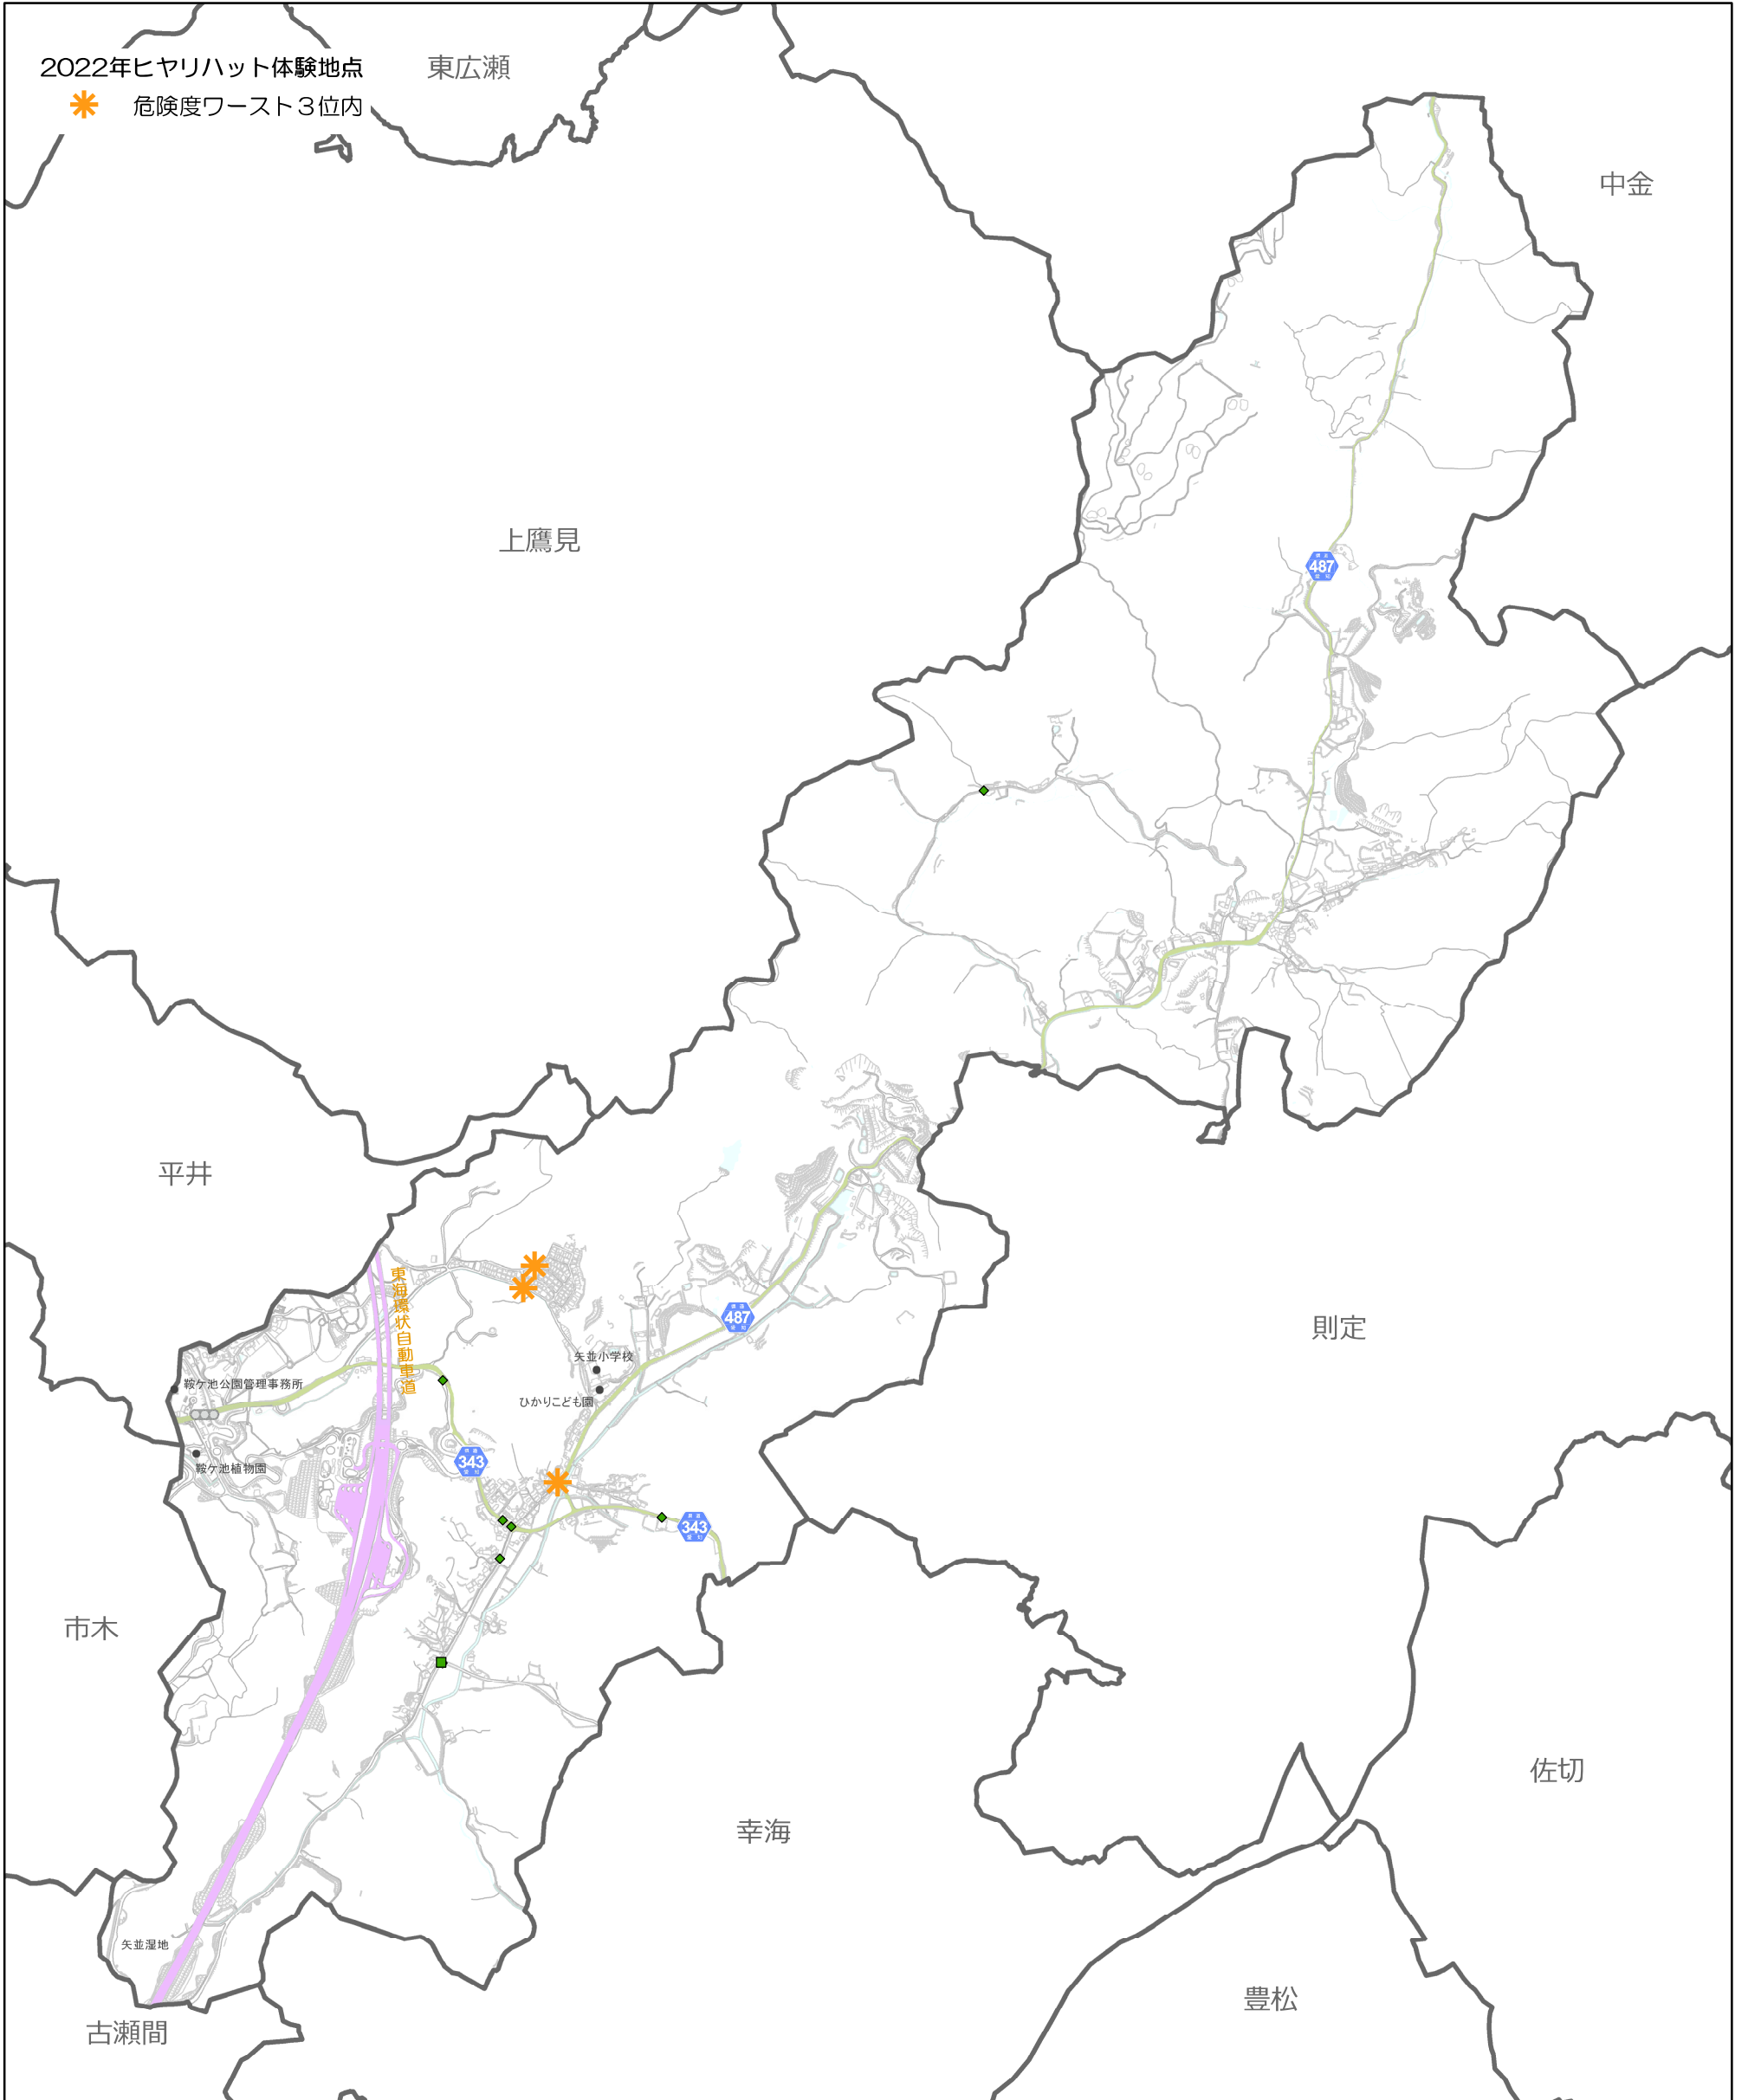 2022年ヒヤリハット体験地点
危険度ワースト３位内
東広瀬
中金
上鷹見
487
平井
東海環状自動車道
487
則定
矢並小学校
鞍ケ池公園管理事務所
ひかりこども園
343
鞍ケ池植物園
343
市木
佐切
幸海
矢並湿地
豊松
古瀬間